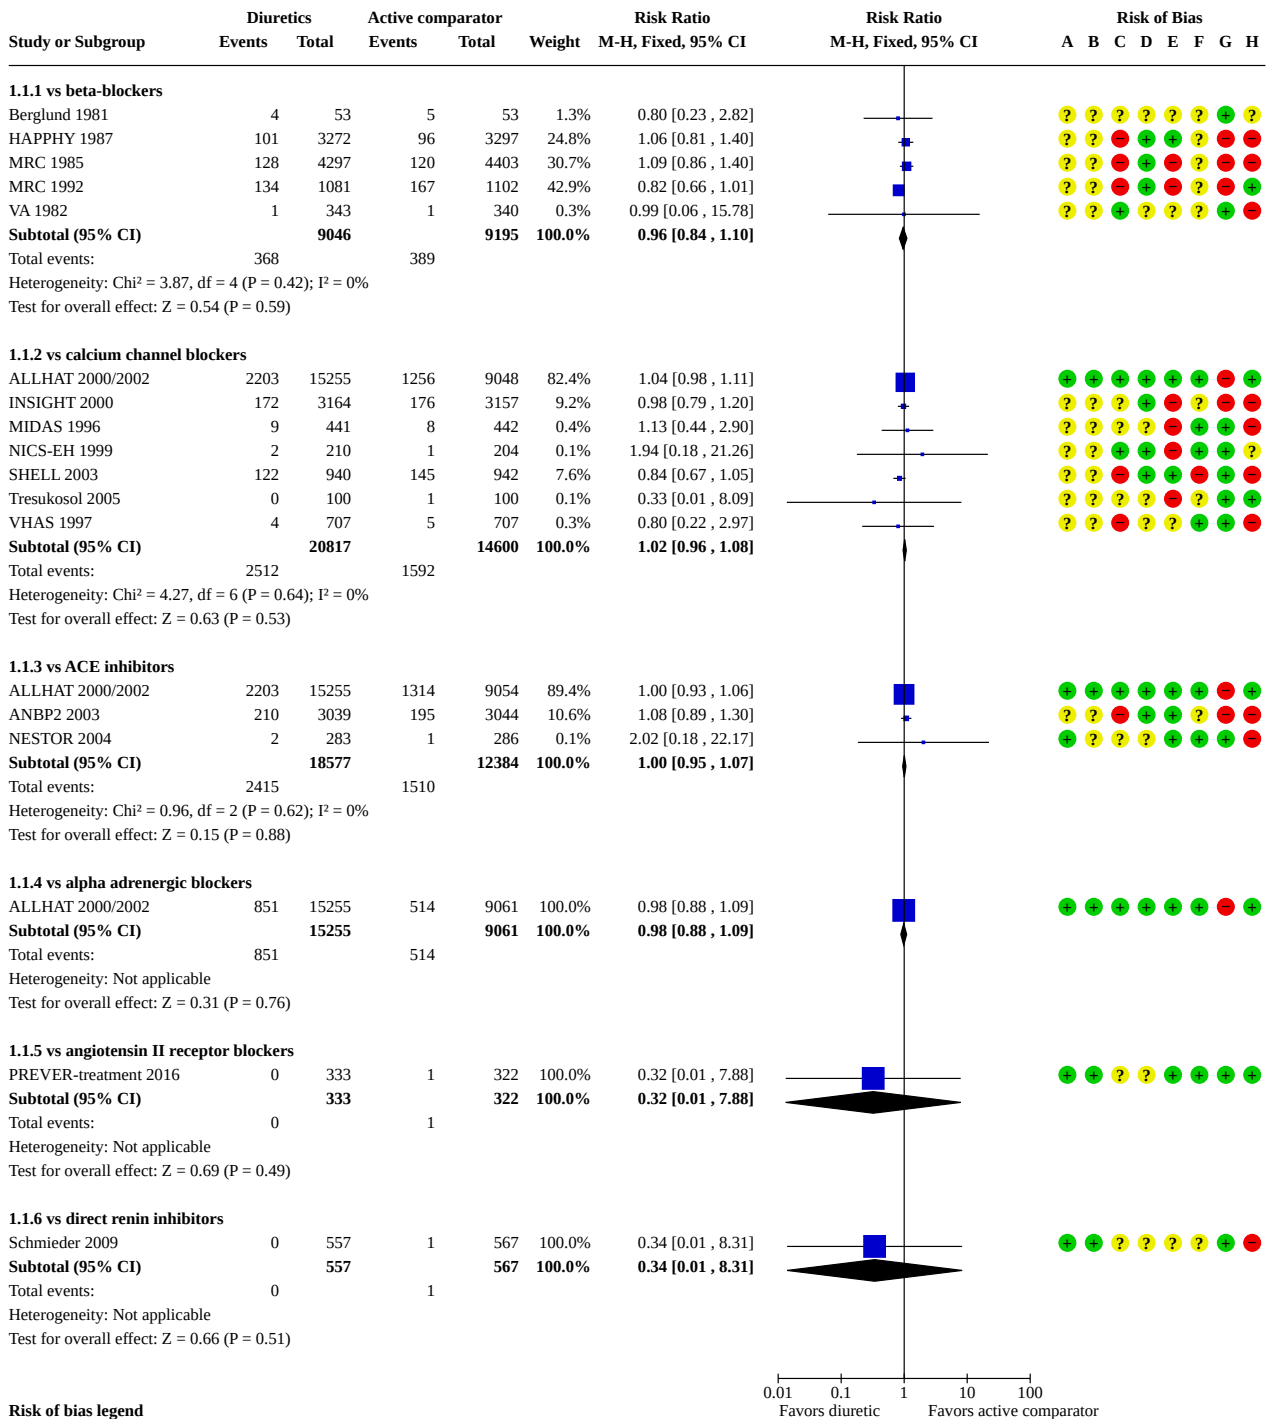 Diuretics Active comparator Risk Ratio Risk Ratio Risk of Bias
Study or Subgroup Events Total Events Total Weight M-H, Fixed, 95% CI M-H, Fixed, 95% CI A B C D E F G H
1.1.1 vs beta-blockers
Berglund 1981 4 53 5 53 1.3% 0.80 [0.23 , 2.82] ? ? ? ? ? ? + ?
HAPPHY 1987 101 3272 96 3297 24.8% 1.06 [0.81 , 1.40] ? ? − + + ? − −
MRC 1985 128 4297 120 4403 30.7% 1.09 [0.86 , 1.40] ? ? − + − ? − −
MRC 1992 134 1081 167 1102 42.9% 0.82 [0.66 , 1.01] ? ? − + − ? − +
VA 1982 1 343 1 340 0.3% 0.99 [0.06 , 15.78] ? ? + ? ? ? + −
Subtotal (95% CI) 9046 9195 100.0% 0.96 [0.84 , 1.10]
Total events: 368 389
Heterogeneity: Chi² = 3.87, df = 4 (P = 0.42); I² = 0%
Test for overall effect: Z = 0.54 (P = 0.59)
1.1.2 vs calcium channel blockers
ALLHAT 2000/2002 2203 15255 1256 9048 82.4% 1.04 [0.98 , 1.11] + + + + + + − +
INSIGHT 2000 172 3164 176 3157 9.2% 0.98 [0.79 , 1.20] ? ? ? + − ? − −
MIDAS 1996 9 441 8 442 0.4% 1.13 [0.44 , 2.90] ? ? ? ? − + + −
NICS-EH 1999 2 210 1 204 0.1% 1.94 [0.18 , 21.26] ? ? + + − + + ?
SHELL 2003 122 940 145 942 7.6% 0.84 [0.67 , 1.05] ? ? − + + − + −
Tresukosol 2005 0 100 1 100 0.1% 0.33 [0.01 , 8.09] ? ? ? ? − ? + +
VHAS 1997 4 707 5 707 0.3% 0.80 [0.22 , 2.97] ? ? − ? ? + + −
Subtotal (95% CI) 20817 14600 100.0% 1.02 [0.96 , 1.08]
Total events: 2512 1592
Heterogeneity: Chi² = 4.27, df = 6 (P = 0.64); I² = 0%
Test for overall effect: Z = 0.63 (P = 0.53)
1.1.3 vs ACE inhibitors
ALLHAT 2000/2002 2203 15255 1314 9054 89.4% 1.00 [0.93 , 1.06] + + + + + + − +
ANBP2 2003 210 3039 195 3044 10.6% 1.08 [0.89 , 1.30] ? ? − + + ? − −
NESTOR 2004 2 283 1 286 0.1% 2.02 [0.18 , 22.17] + ? ? ? + + + −
Subtotal (95% CI) 18577 12384 100.0% 1.00 [0.95 , 1.07]
Total events: 2415 1510
Heterogeneity: Chi² = 0.96, df = 2 (P = 0.62); I² = 0%
Test for overall effect: Z = 0.15 (P = 0.88)
1.1.4 vs alpha adrenergic blockers
ALLHAT 2000/2002 851 15255 514 9061 100.0% 0.98 [0.88 , 1.09] + + + + + + − +
Subtotal (95% CI) 15255 9061 100.0% 0.98 [0.88 , 1.09]
Total events: 851 514
Heterogeneity: Not applicable
Test for overall effect: Z = 0.31 (P = 0.76)
1.1.5 vs angiotensin II receptor blockers
PREVER-treatment 2016 0 333 1 322 100.0% 0.32 [0.01 , 7.88] + + ? ? + + + +
Subtotal (95% CI) 333 322 100.0% 0.32 [0.01 , 7.88]
Total events: 0 1
Heterogeneity: Not applicable
Test for overall effect: Z = 0.69 (P = 0.49)
1.1.6 vs direct renin inhibitors
Schmieder 2009 0 557 1 567 100.0% 0.34 [0.01 , 8.31] + + ? ? ? ? + −
Subtotal (95% CI) 557 567 100.0% 0.34 [0.01 , 8.31]
Total events: 0 1
Heterogeneity: Not applicable
Test for overall effect: Z = 0.66 (P = 0.51)
0.01 0.1 1 10 100
Favors diuretic Favors active comparator
Risk of bias legend